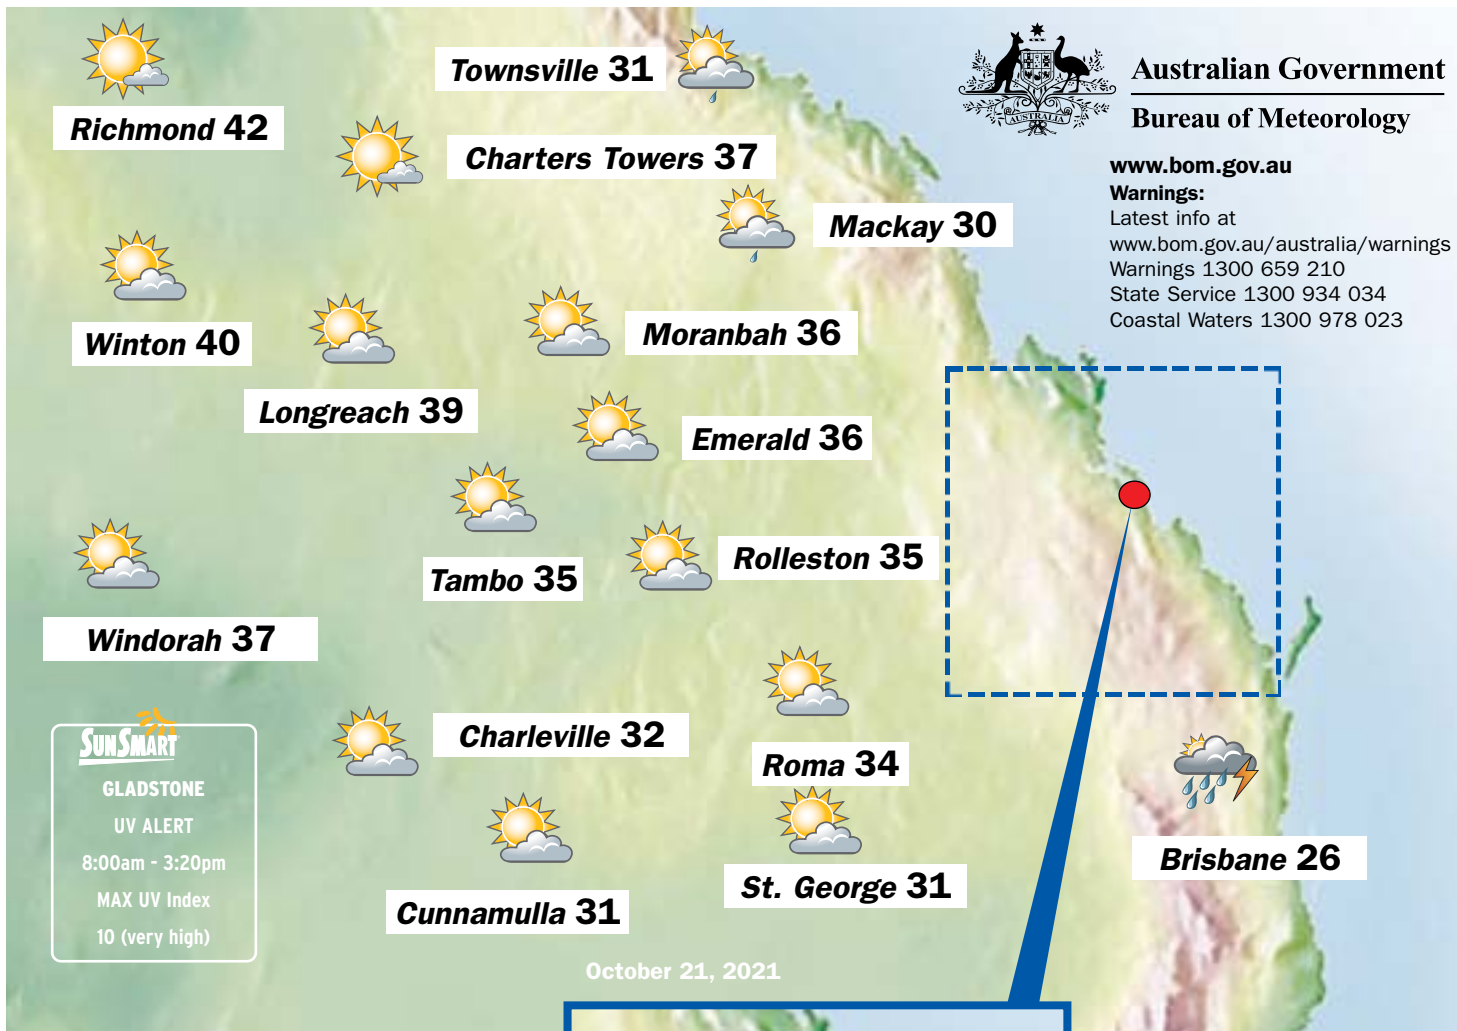 Townsville 31
Richmond 42
Charters Towers 37
Mackay 30
Winton 40
Moranbah 36
Longreach 39
Emerald 36
Tambo 35
Rolleston 35
Windorah 37
Charleville 32
Roma 34
St. George 31
Cunnamulla 31
Brisbane 26
AUSTRALIA
Australian Government
Bureau of Meteorology
www.bom.gov.au
Warnings:
Latest info at
www.bom.gov.au/australia/warnings
Warnings 1300 659 210
State Service 1300 934 034
Coastal Waters 1300 978 023
SUNSMART
GLADSTONE
UV ALERT
8:00am - 3:20pm
MAX UV Index
10 (very high)
October 21, 2021